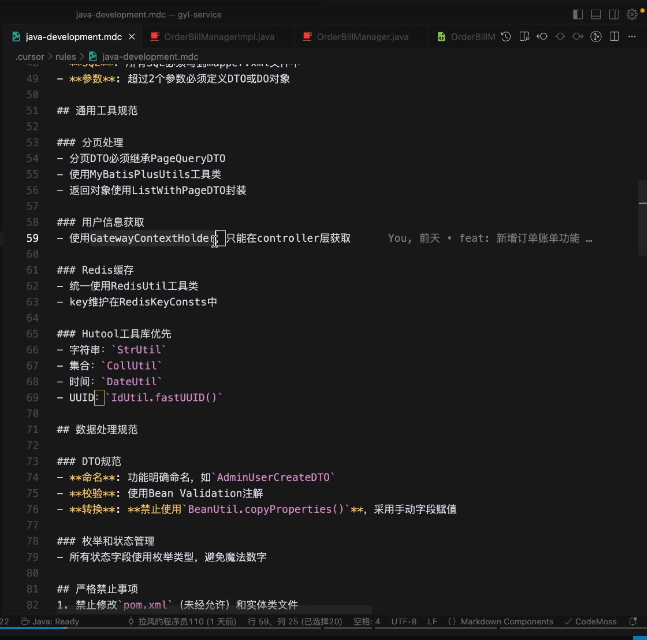 java-development.mdc — gyl-service
java-development.mdc
OrderBillManagerImpl.java
OrderBillManager.java
OrderBillM
.cursor > rules > java-development.mdc
49 - **参数**: 超过2个参数必须定义DTO或DO对象
50
51 ## 通用工具规范
52
53 ### 分页处理
54 - 分页DTO必须继承PageQueryDTO
55 - 使用MyBatisPlusUtils工具类
56 - 返回对象使用ListWithPageDTO封装
57
58 ### 用户信息获取
59 - 使用GatewayContextHolder，只能在controller层获取 You, 前天 • feat: 新增订单账单功能 …
60
61 ### Redis缓存
62 - 统一使用RedisUtil工具类
63 - key维护在RedisKeyConsts中
64
65 ### Hutool工具库优先
66 - 字符串: `StrUtil`
67 - 集合: `CollUtil`
68 - 时间: `DateUtil`
69 - UUID：`IdUtil.fastUUID()`
70
71 ## 数据处理规范
72
73 ### DTO规范
74 - **命名**: 功能明确命名，如`AdminUserCreateDTO`
75 - **校验**: 使用Bean Validation注解
76 - **转换**: **禁止使用`BeanUtil.copyProperties()`**，采用手动字段赋值
77
78 ### 枚举和状态管理
79 - 所有状态字段使用枚举类型，避免魔法数字
80
81 ## 严格禁止事项
82 1. 禁止修改`pom.xml`（未经允许）和实体类文件
22 Java: Ready 拉风的程序员110 (1 天前) 行 59, 列 25 (已选择20) 空格: 4 UTF-8 LF Markdown Components CodeMoss